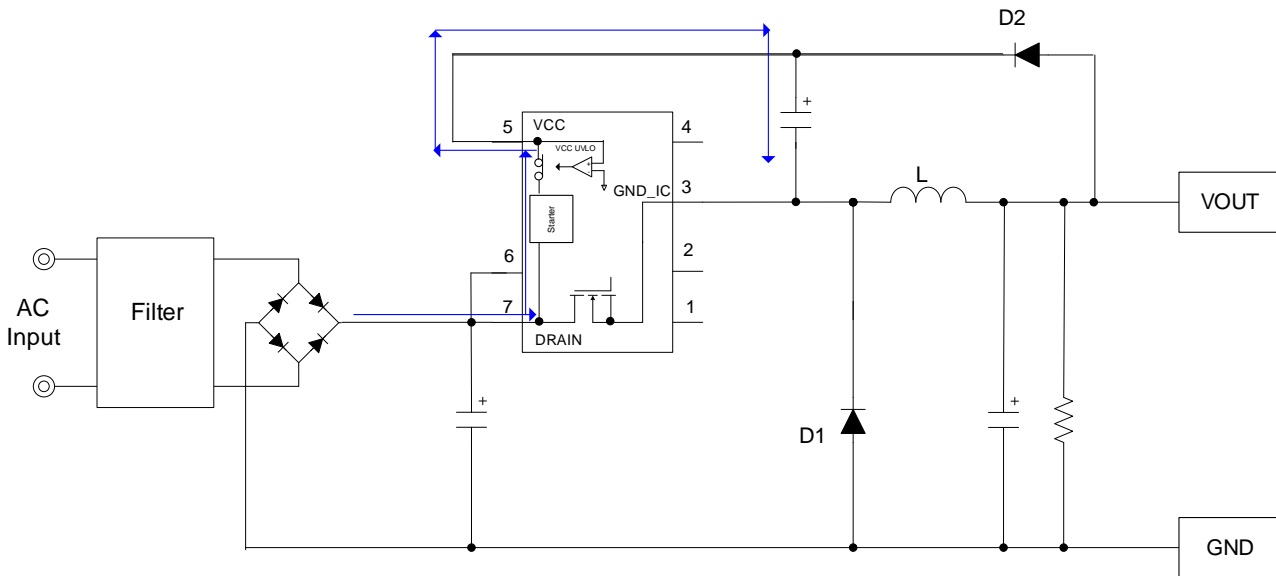 D2
5
VCC
4
+
VCC UVLO
+
-
GND_IC
3
L
VOUT
Starter
6
2
AC
Input
Filter
7
1
DRAIN
+
+
D1
GND